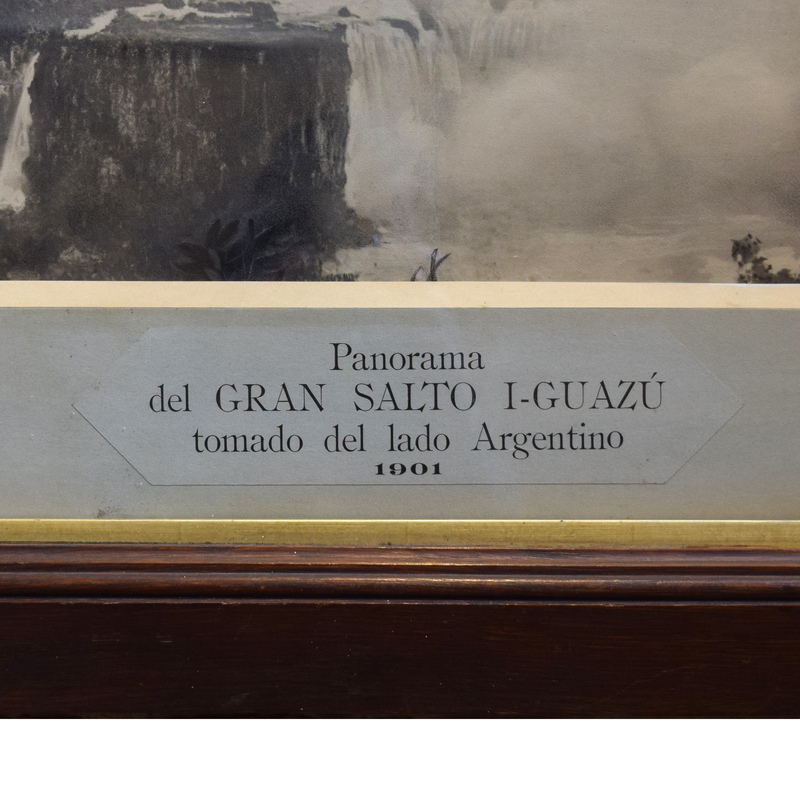 Panorama
del GRAN SALTO I-GUAZÚ
tomado del lado Argentino
1901